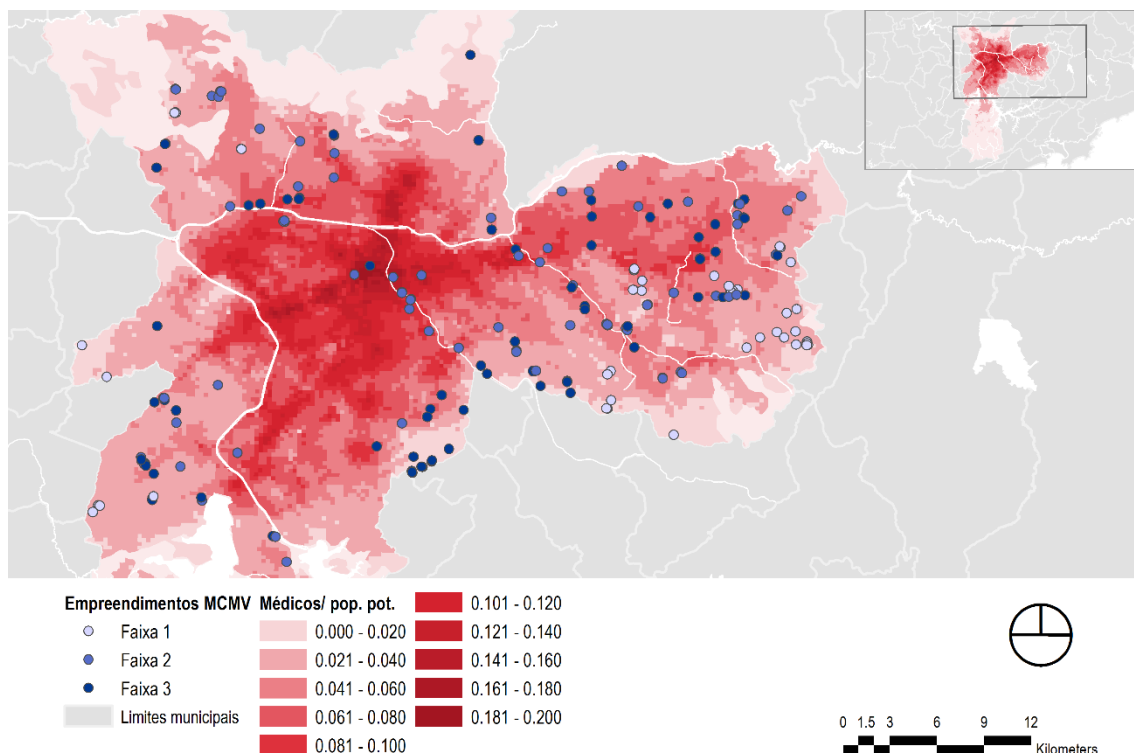 Empreendimentos MCMV
Faixa 1
Faixa 2
Faixa 3
Limites municipais
Médicos/ pop. pot.
0.000 - 0.020
0.021 - 0.040
0.041 - 0.060
0.061 - 0.080
0.081 - 0.100
0.101 - 0.120
0.121 - 0.140
0.141 - 0.160
0.161 - 0.180
0.181 - 0.200
0 1.5 3 6 9 12
Kilometers